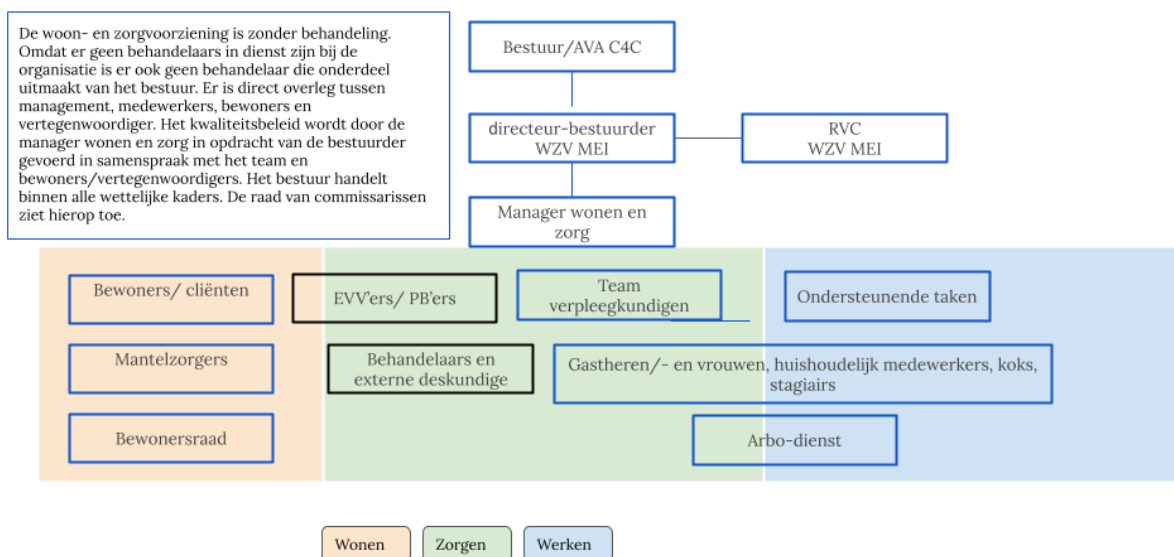 De woon- en zorgvoorziening is zonder behandeling.
Omdat er geen behandelaars in dienst zijn bij de
organisatie is er ook geen behandelaar die onderdeel
uitmaakt van het bestuur. Er is direct overleg tussen
management, medewerkers, bewoners en
vertegenwoordiger. Het kwaliteitsbeleid wordt door de
manager wonen en zorg in opdracht van de bestuurder
gevoerd in samenspraak met het team en
bewoners/vertegenwoordigers. Het bestuur handelt
binnen alle wettelijke kaders. De raad van commissarissen
ziet hierop toe.
Bestuur/AVA C4C
directeur-bestuurder
WZV MEI
RVC
WZV MEI
Manager wonen en
zorg
Bewoners/ cliënten
EVV'ers/ PB'ers
Team
verpleegkundigen
Ondersteunende taken
Mantelzorgers
Behandelaars en
externe deskundige
Gastheren/- en vrouwen, huishoudelijk medewerkers, koks,
stagiairs
Bewonersraad
Arbo-dienst
Wonen
Zorgen
Werken